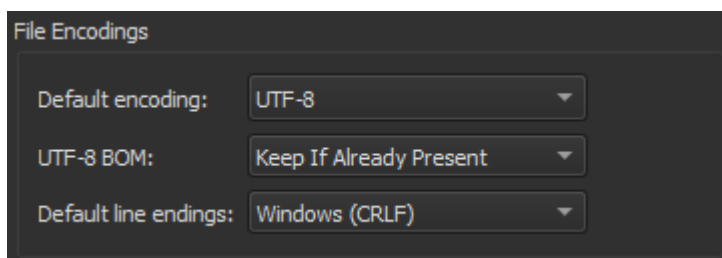 File Encodings
Default encoding: UTF-8
UTF-8 BOM: Keep If Already Present
Default line endings: Windows (CRLF)